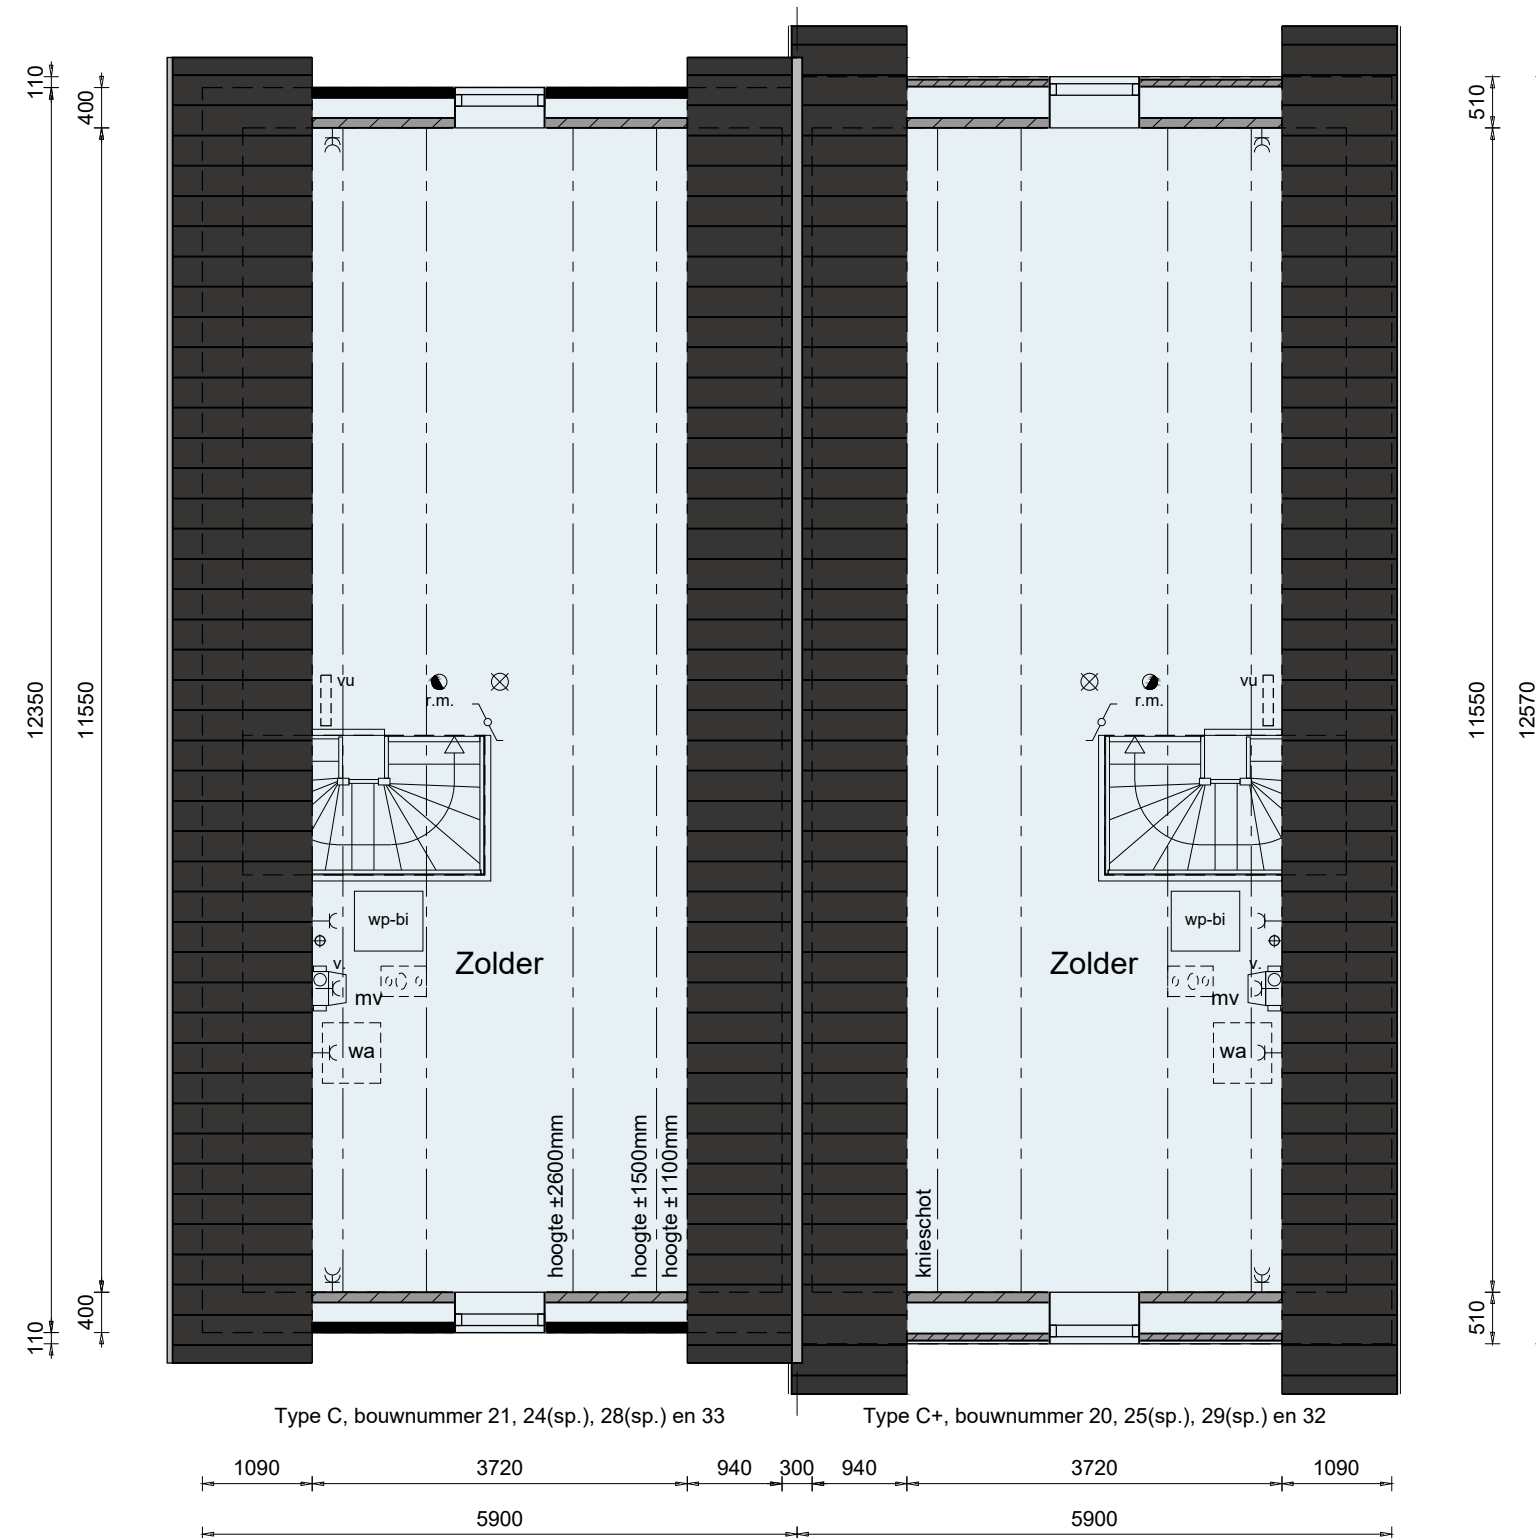 110
400
510
12350
11550
11550
12570
vu
r.m.
r.m.
vu
wp-bi
wp-bi
v.
Zolder
Zolder
v.
mv
mv
wa
wa
hoogte ±2600mm
hoogte ±1500mm
hoogte ±1100mm
knieschot
400
110
510
Type C, bouwnummer 21, 24(sp.), 28(sp.) en 33
Type C+, bouwnummer 20, 25(sp.), 29(sp.) en 32
1090 3720 940 300 940 3720 1090
5900 5900